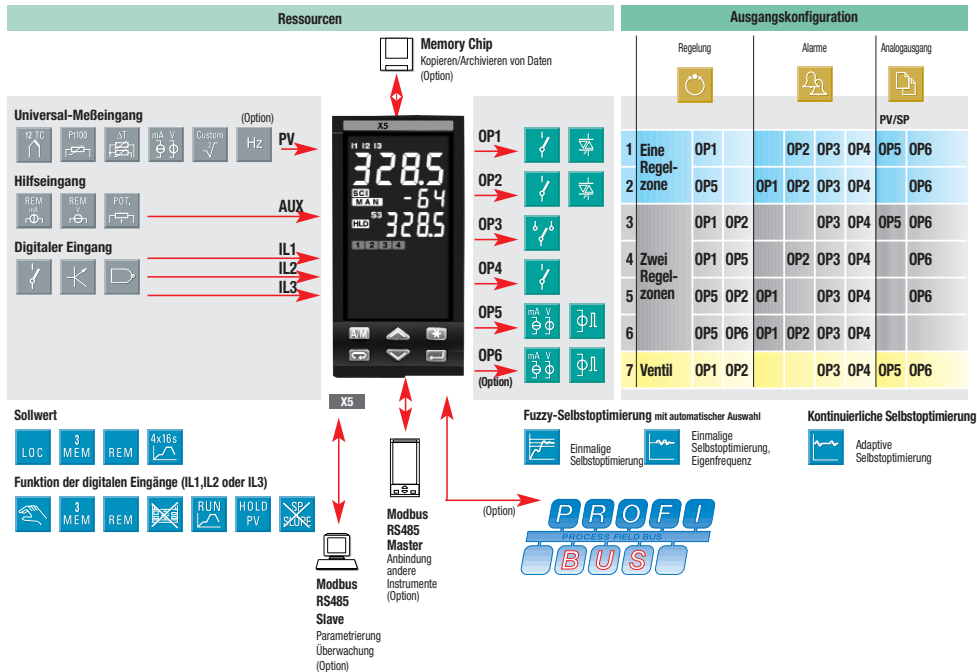 Ressourcen
Memory Chip
Kopieren/Archivieren von Daten
(Option)
Universal-Meßeingang
(Option)
12 TC
Pt100
ΔT
mA V
Custom
√
Hz
PV
Hilfseingang
REM
mA
REM
V
POT.
AUX
Digitaler Eingang
IL1
IL2
IL3
X5
I1 I2 I3
328.5
SCI
MAN
-64
S3
HLD
328.5
1 2 3 4
A/M
OP1
OP2
OP3
OP4
OP5
mA V
OP6
(Option)
mA V
X5
Ausgangskonfiguration
Regelung
Alarme
Analogausgang
PV/SP
1 Eine Regel-zone OP1 OP2 OP3 OP4 OP5 OP6
2 OP5 OP1 OP2 OP3 OP4 OP6
3 OP1 OP2 OP3 OP4 OP5 OP6
4 Zwei Regel-zonen OP1 OP5 OP2 OP3 OP4 OP6
5 OP5 OP2 OP1 OP3 OP4 OP6
6 OP5 OP6 OP1 OP2 OP3 OP4
7 Ventil OP1 OP2 OP3 OP4 OP5 OP6
Sollwert
LOC
3
MEM
REM
4x16s
Funktion der digitalen Eingänge (IL1,IL2 oder IL3)
3
MEM
REM
RUN
HOLD
PV
SP
SLOPE
Modbus
RS485
Slave
Parametrierung
Überwachung
(Option)
Modbus
RS485
Master
Anbindung
andere
Instrumente
(Option)
Fuzzy-Selbstoptimierung mit automatischer Auswahl
Einmalige
Selbstoptimierung
Einmalige
Selbstoptimierung,
Eigenfrequenz
Kontinuierliche Selbstoptimierung
Adaptive
Selbstoptimierung
(Option)
PROFI
PROCESS FIELD BUS
BUS